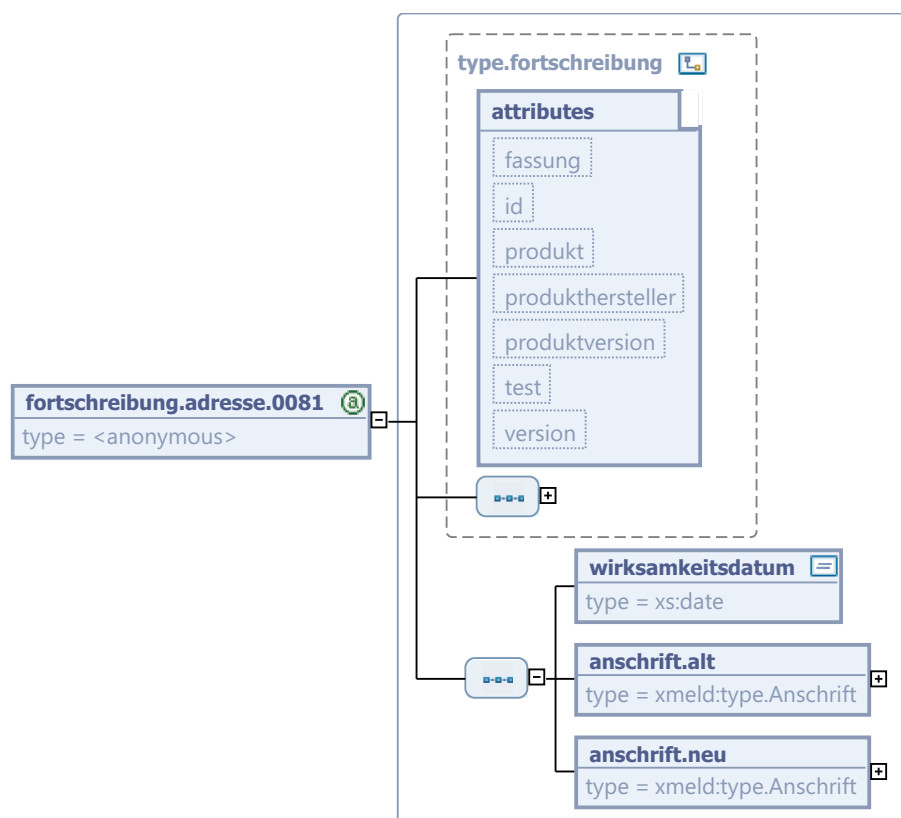 type.fortschreibung
attributes
fassung
id
produkt
produkthersteller
produktversion
test
version
fortschreibung.adresse.0081
type = <anonymous>
wirksamkeitsdatum
type = xs:date
anschrift.alt
type = xmeld:type.Anschrift
anschrift.neu
type = xmeld:type.Anschrift